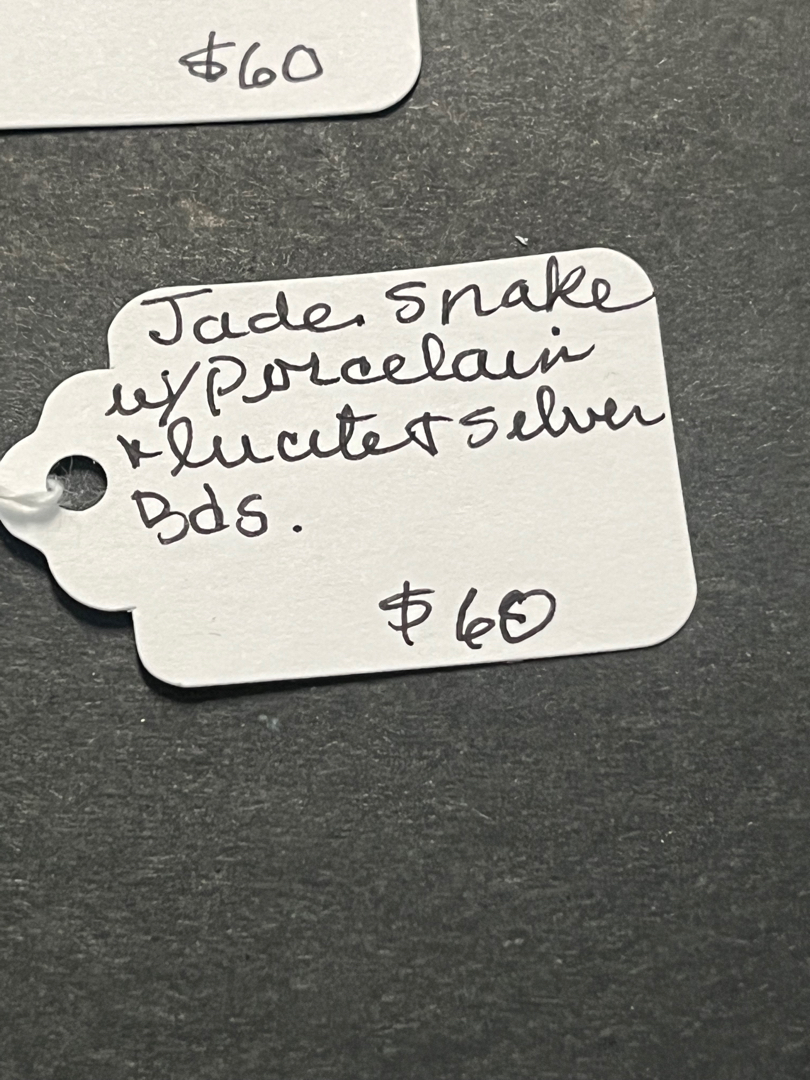 $60
Jade snake
w/porcelain
& lucite & silver
Bds.
$60